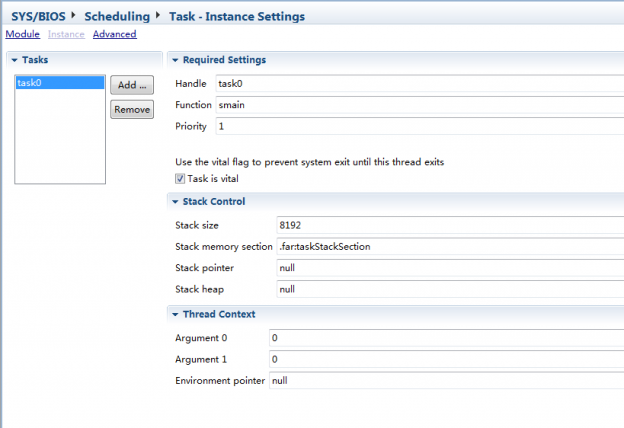 SYS/BIOS Scheduling Task - Instance Settings
Module Instance Advanced
Tasks
task0
Add ...
Remove
Required Settings
Handle task0
Function smain
Priority 1
Use the vital flag to prevent system exit until this thread exits
Task is vital
Stack Control
Stack size 8192
Stack memory section .far:taskStackSection
Stack pointer null
Stack heap null
Thread Context
Argument 0 0
Argument 1 0
Environment pointer null